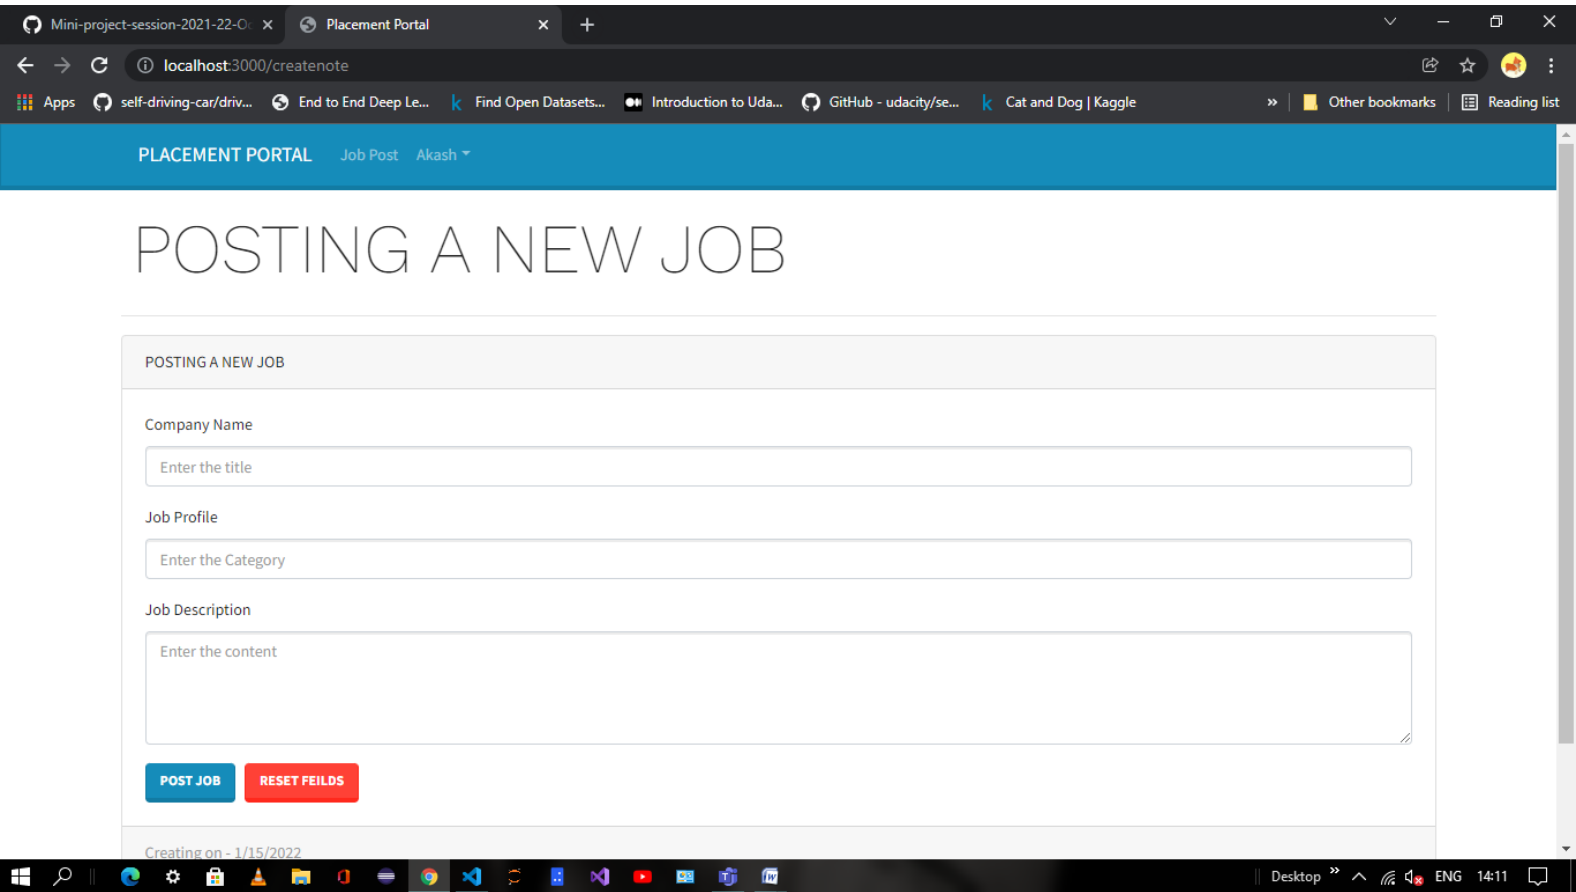 Mini-project-session-2021-22-Oc
Placement Portal
localhost:3000/createnote
Apps self-driving-car/driv... End to End Deep Le... Find Open Datasets... Introduction to Uda... GitHub - udacity/se... Cat and Dog | Kaggle » Other bookmarks Reading list
PLACEMENT PORTAL Job Post Akash
POSTING A NEW JOB
POSTING A NEW JOB
Company Name
Enter the title
Job Profile
Enter the Category
Job Description
Enter the content
POST JOB RESET FEILDS
Creating on - 1/15/2022
Desktop » ENG 14:11